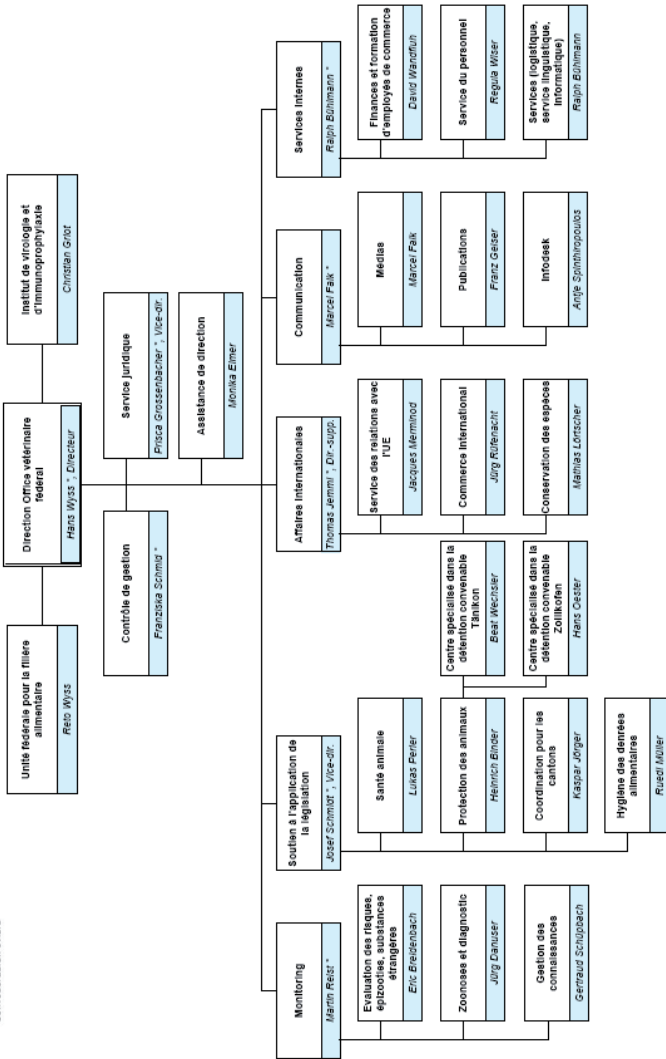 Unité fédérale pour la filière
alimentaire
Reto Wyss
Direction Office vétérinaire
fédéral
Hans Wyss *, Directeur
Institut de virologie et
d'immunoprophylaxie
Christian Griot
Contrôle de gestion
Franziska Schmid *
Service juridique
Prisca Grossenbacher *, Vice-dir.
Assistance de direction
Monika Elmer
Monitoring
Martin Reist *
Evaluation des risques,
épizooties, substances
étrangères
Eric Breidenbach
Zoonoses et diagnostic
Jürg Danuser
Gestion des
connaissances
Gertraud Schüpbach
Soutien à l'application de
la législation
Josef Schmidt *, Vice-dir.
Santé animale
Lukas Perler
Protection des animaux
Heinrich Binder
Coordination pour les
cantons
Kaspar Jörger
Hygiène des denrées
alimentaires
Ruedi Müller
Centre spécialisé dans la
détention convenable
Tänikon
Beat Wechsler
Centre spécialisé dans la
détention convenable
Zollikofen
Hans Oester
Affaires Internationales
Thomas Jemmi *, Dir.-supp.
Service des relations avec
l'UE
Jacques Merminod
Commerce International
Jürg Rüfenacht
Conservation des espèces
Mathias Lörtscher
Communication
Marcel Falk *
Médias
Marcel Falk
Publications
Franz Geiser
Infodesk
Antje Spinthiropoulos
Services Internes
Ralph Bühlmann *
Finances et formation
d'employés de commerce
David Wandfluh
Service du personnel
Regula Wiser
Services (logistique,
service linguistique,
informatique)
Ralph Bühlmann